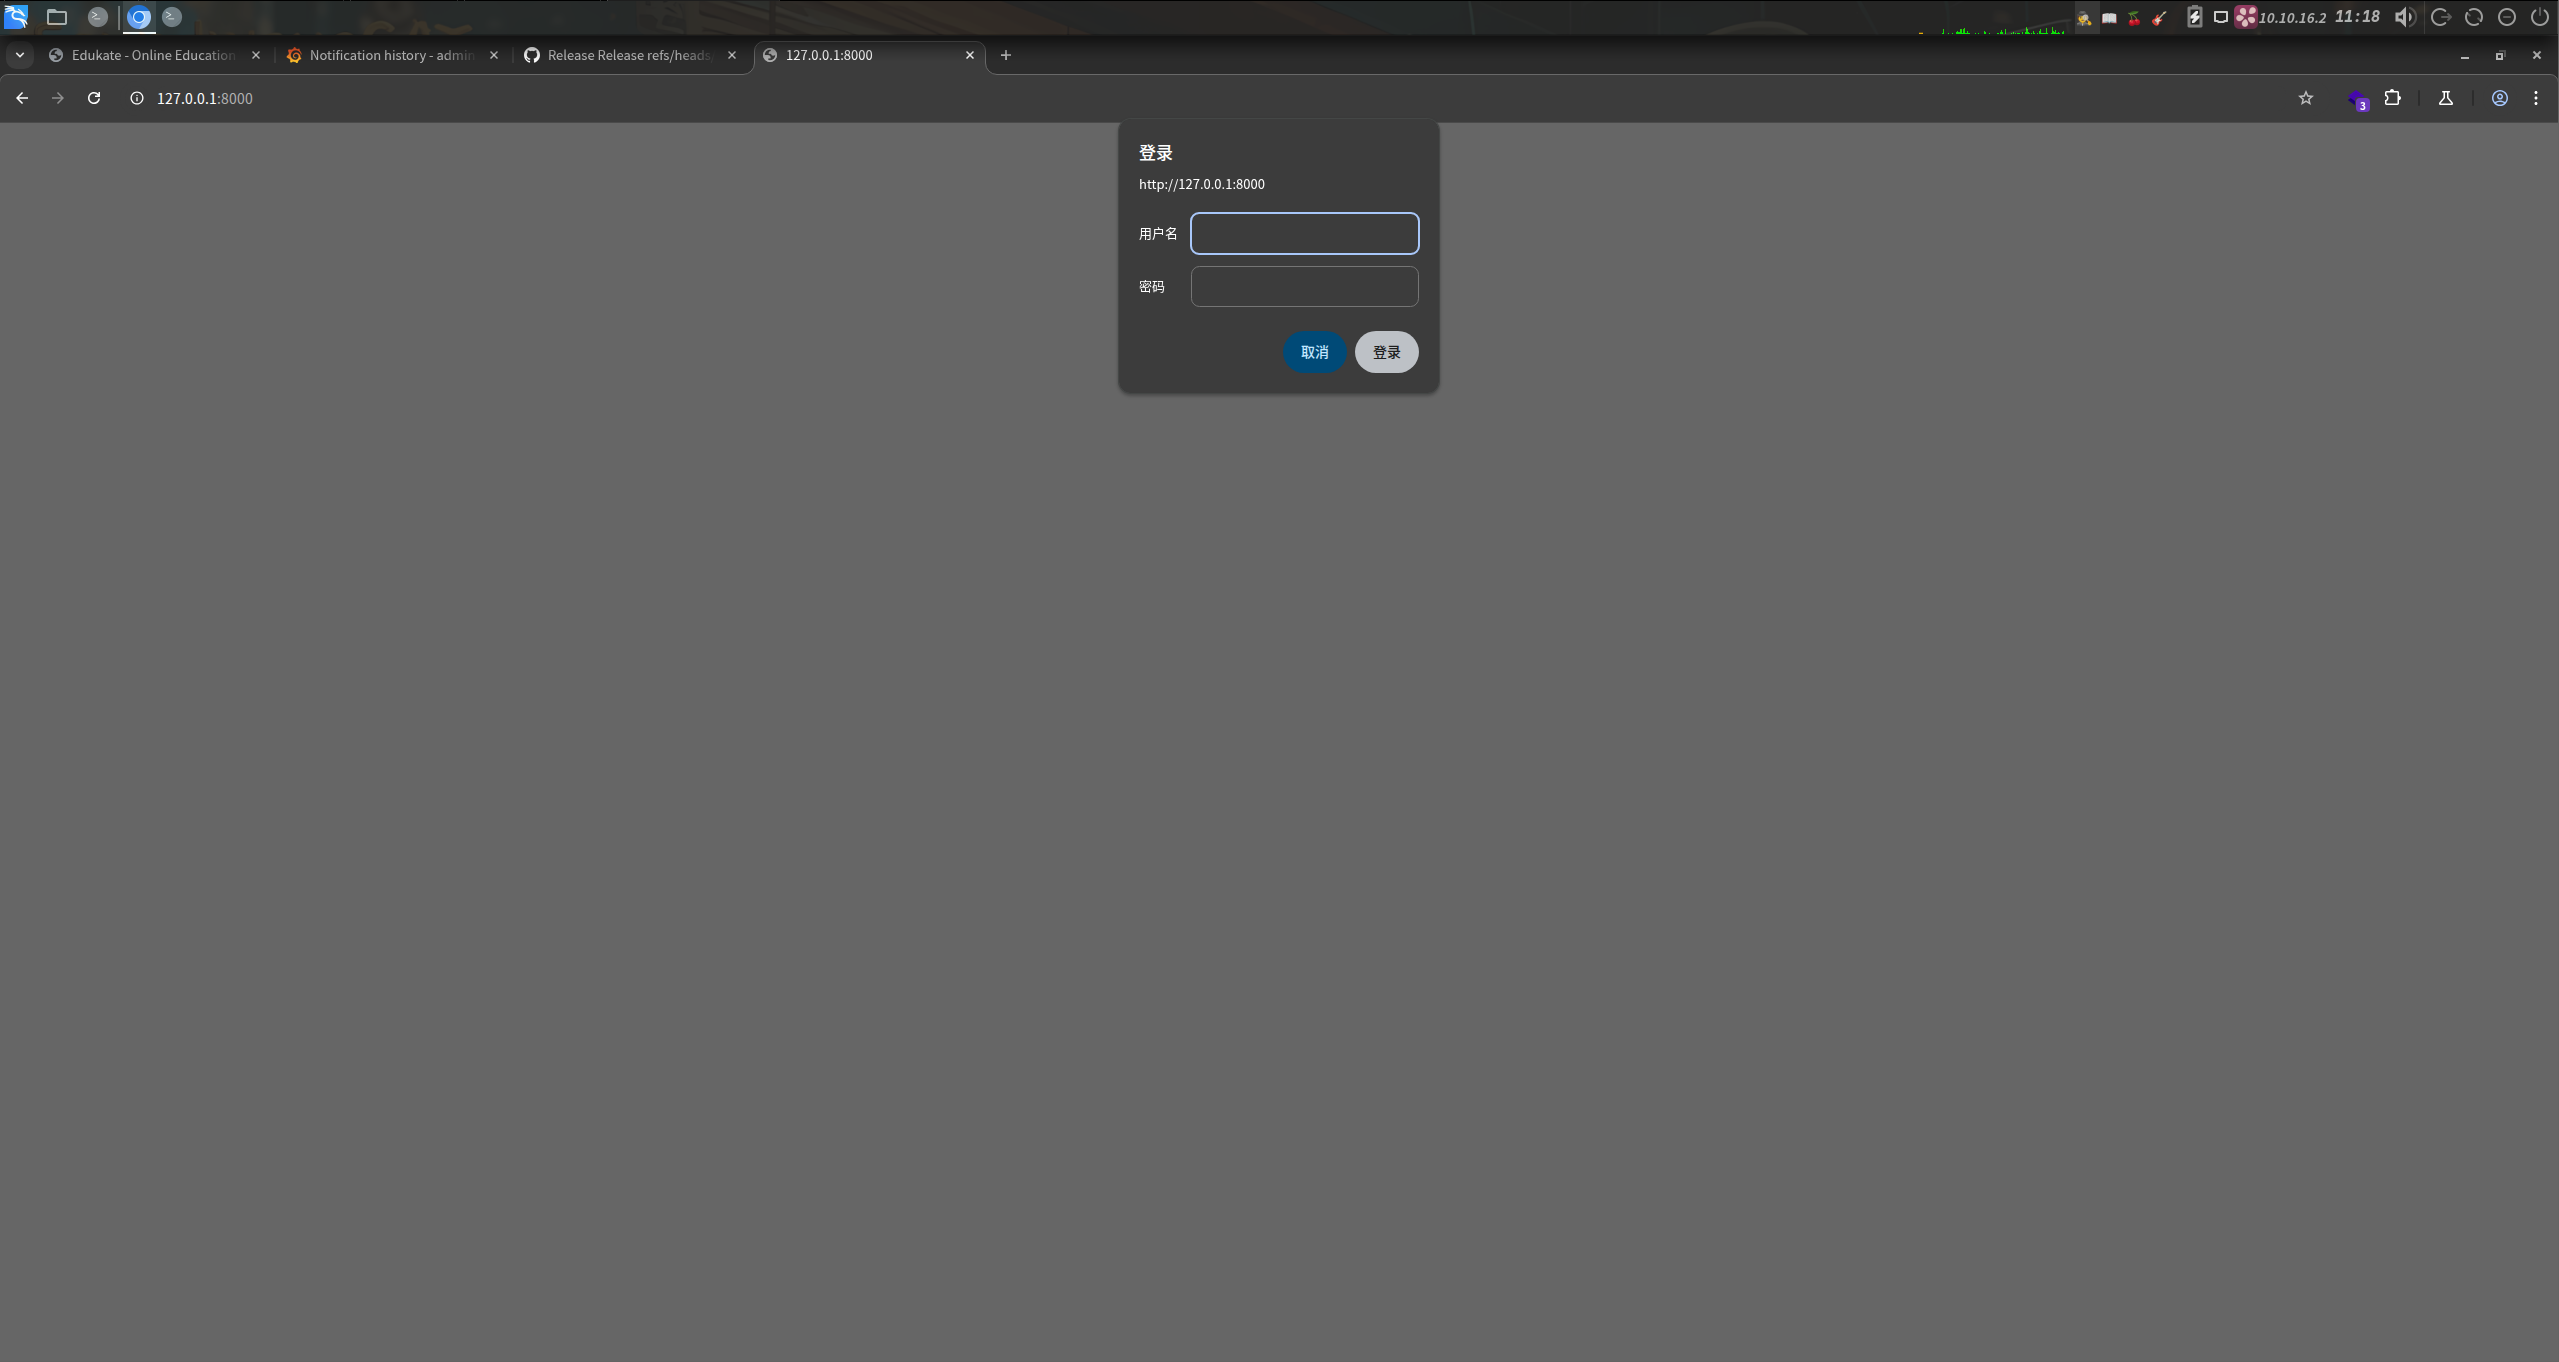 10.10.16.2 11:18
Edukate - Online Education
Notification history - admin
Release Release refs/heads/
127.0.0.1:8000
127.0.0.1:8000
3
登录
http://127.0.0.1:8000
用户名
密码
取消 登录